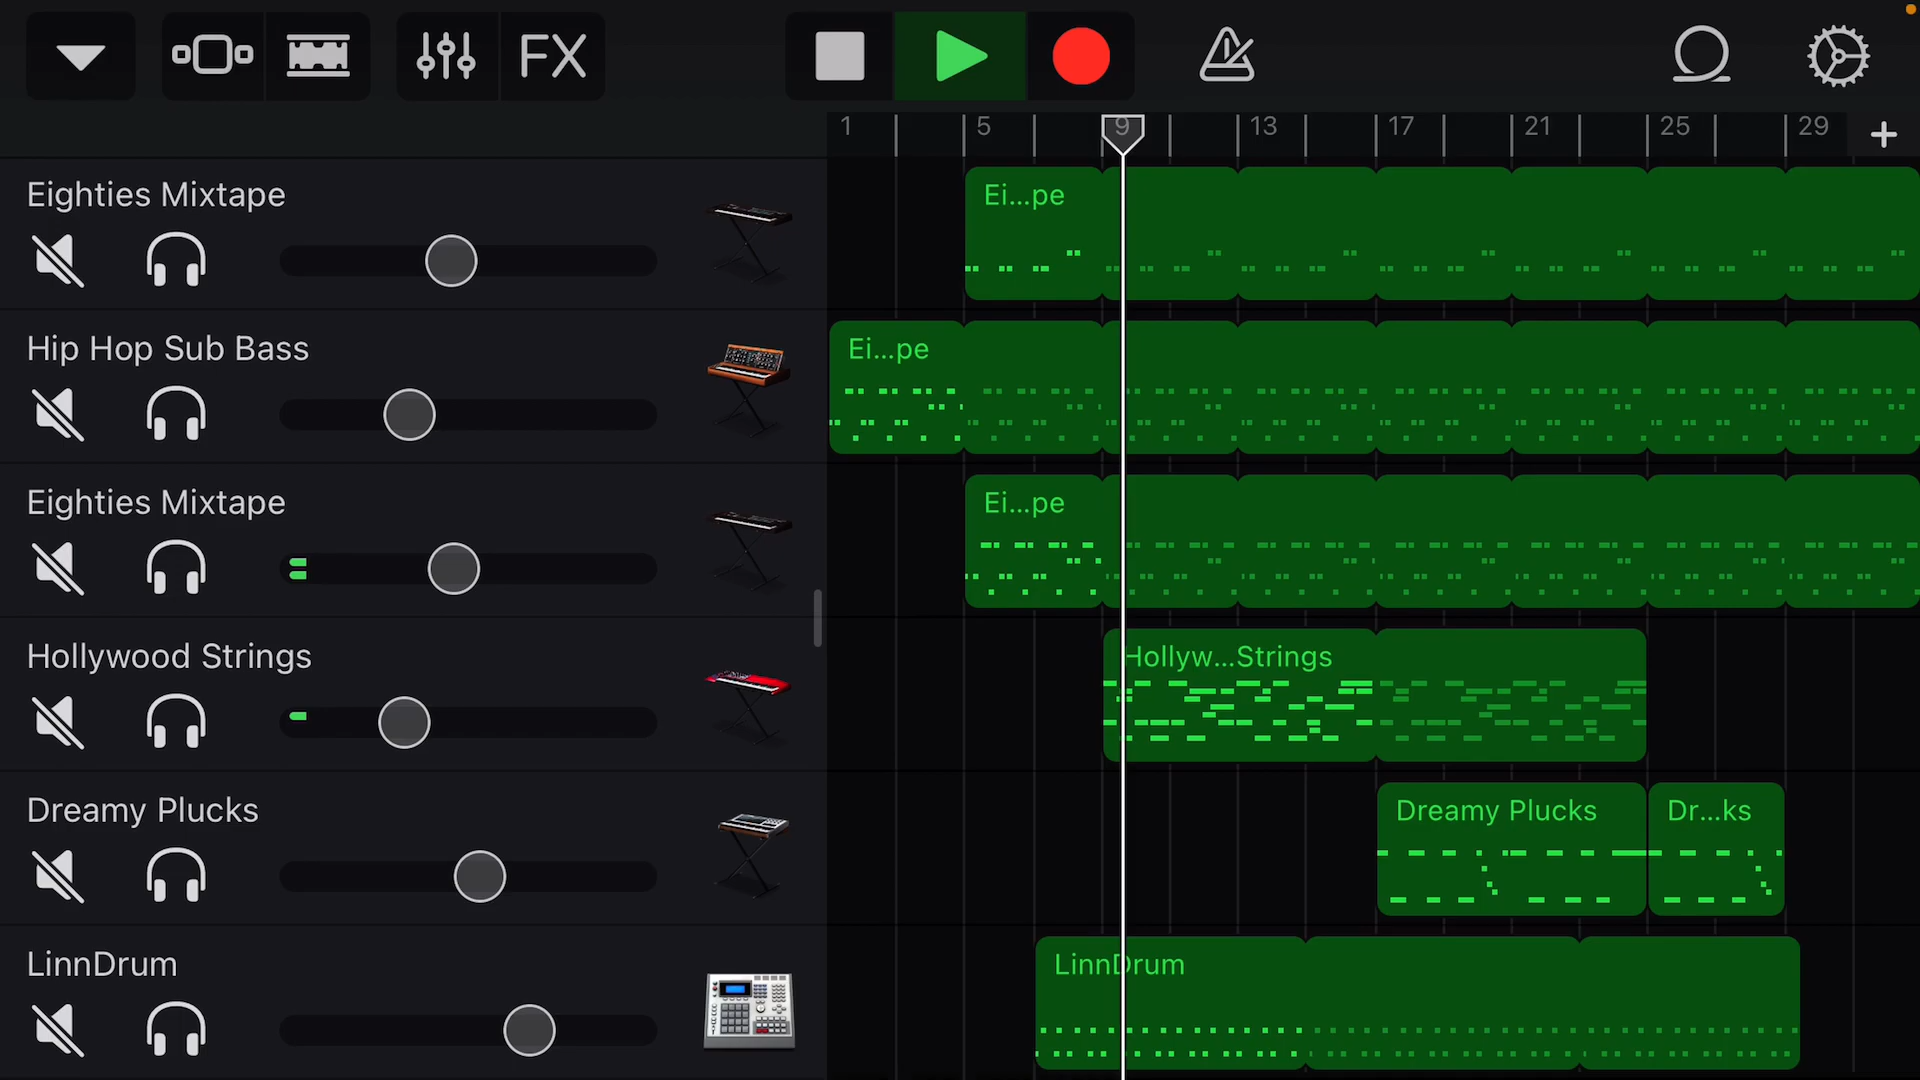 FX
1 5 9 13 17 21 25 29 +
Eighties Mixtape
Ei...pe
Hip Hop Sub Bass
Ei...pe
Eighties Mixtape
Ei...pe
Hollywood Strings
Hollyw...Strings
Dreamy Plucks
Dreamy Plucks
Dr...ks
LinnDrum
LinnDrum